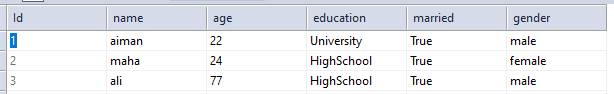 Id name age education married gender
1 aiman 22 University True male
2 maha 24 HighSchool True female
3 ali 77 HighSchool True male